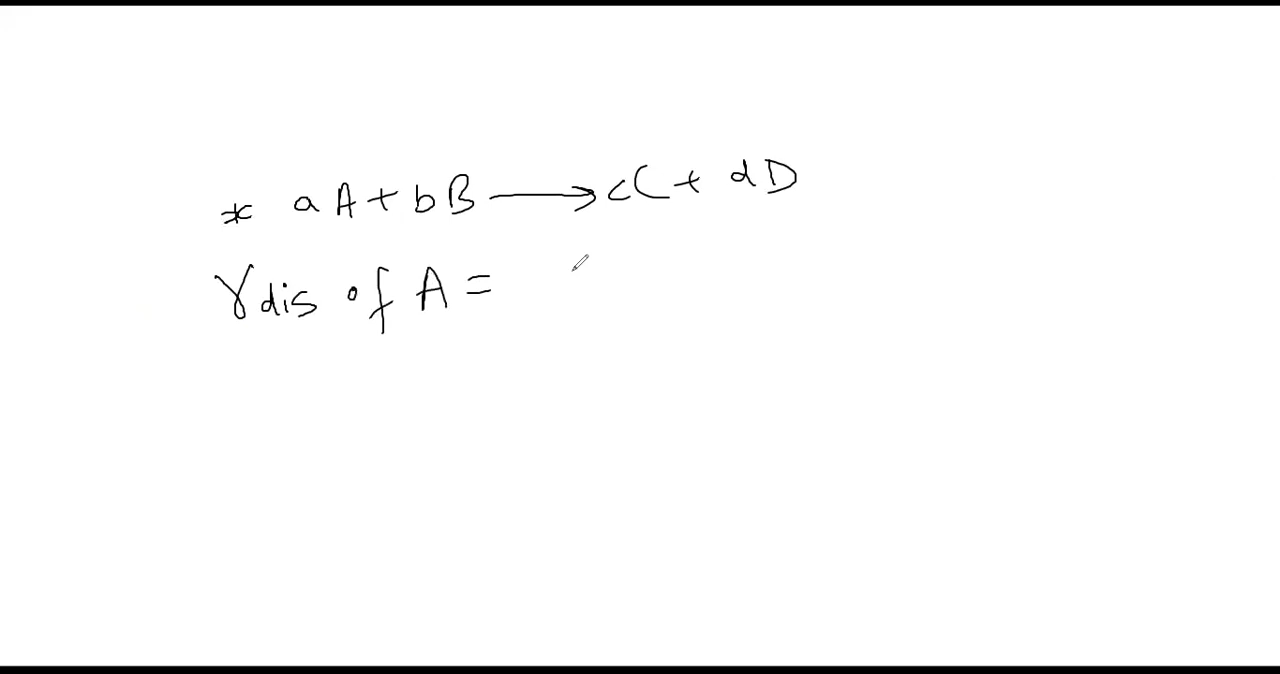 * aA + bB ⟶ cC + dD
rdis of A =